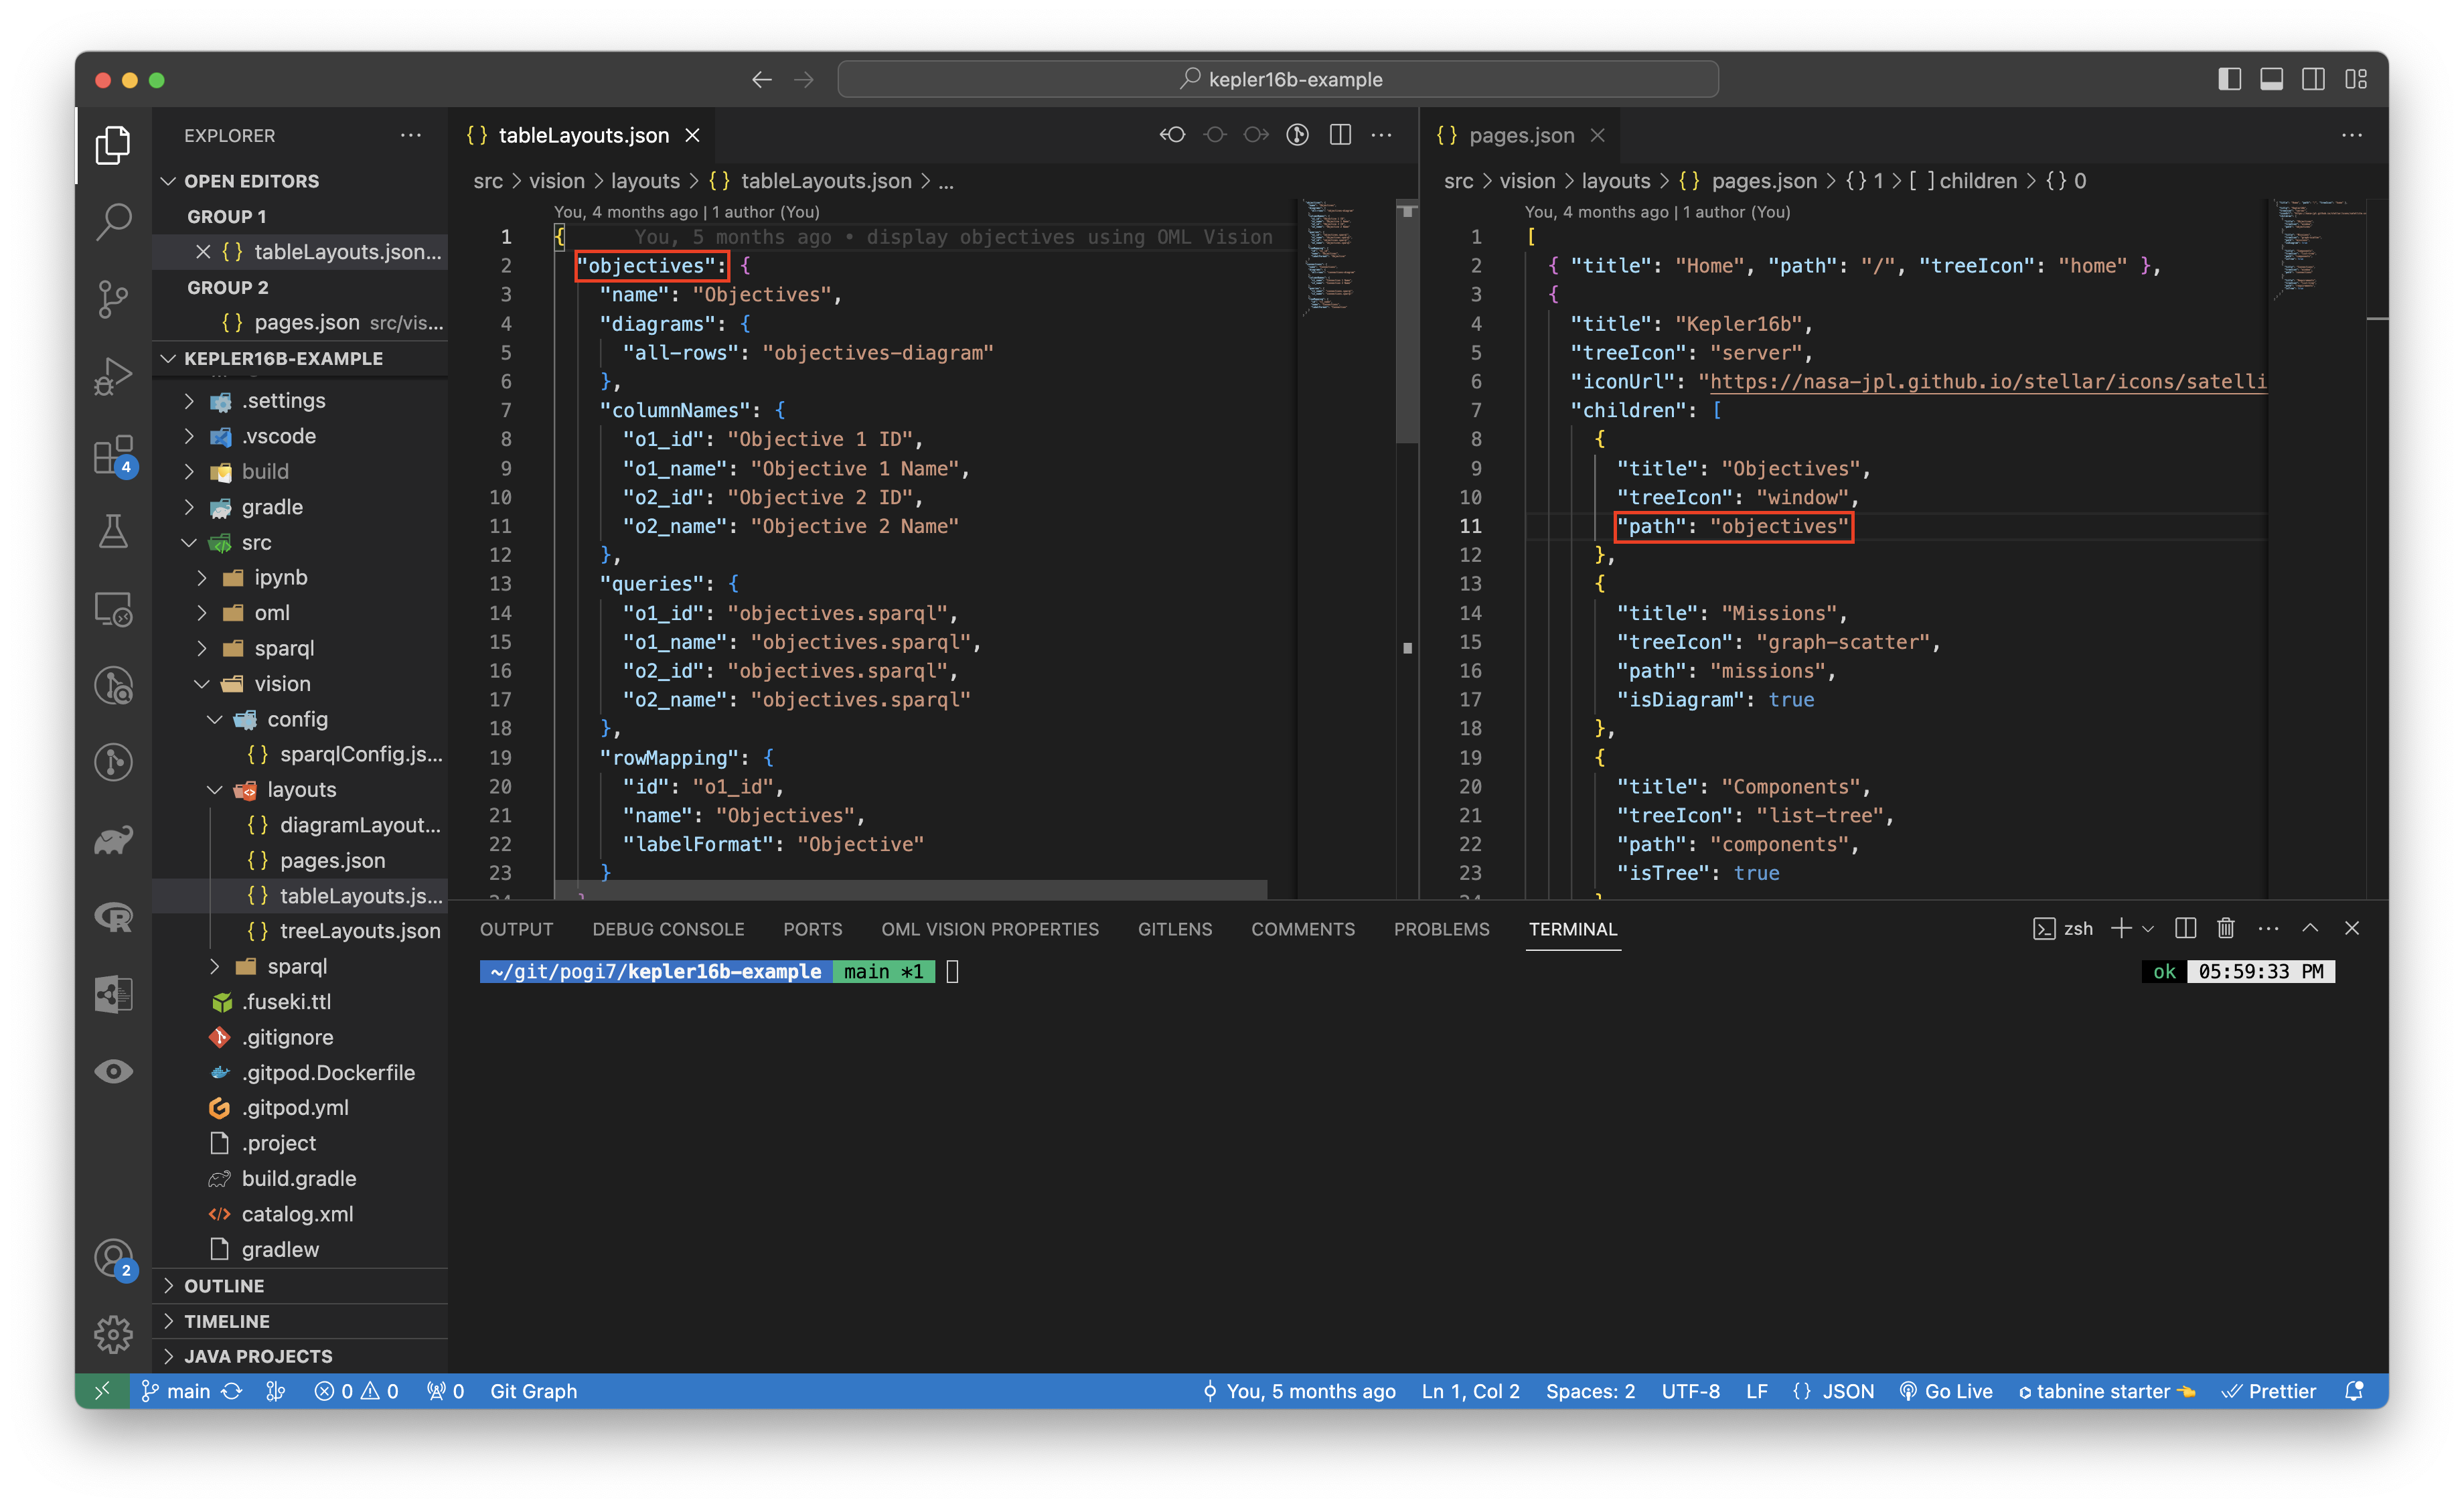 kepler16b-example
EXPLORER
OPEN EDITORS
GROUP 1
tableLayouts.json...
GROUP 2
pages.json src/vis...
KEPLER16B-EXAMPLE
.settings
.vscode
build
gradle
src
ipynb
oml
sparql
vision
config
sparqlConfig.js...
layouts
diagramLayout...
pages.json
tableLayouts.js...
treeLayouts.json
sparql
.fuseki.ttl
.gitignore
.gitpod.Dockerfile
.gitpod.yml
.project
build.gradle
catalog.xml
gradlew
OUTLINE
TIMELINE
JAVA PROJECTS
4
2
{} tableLayouts.json
src > vision > layouts > {} tableLayouts.json > ...
You, 4 months ago | 1 author (You)
1 { You, 5 months ago • display objectives using OML Vision
2 "objectives": {
3 "name": "Objectives",
4 "diagrams": {
5 "all-rows": "objectives-diagram"
6 },
7 "columnNames": {
8 "o1_id": "Objective 1 ID",
9 "o1_name": "Objective 1 Name",
10 "o2_id": "Objective 2 ID",
11 "o2_name": "Objective 2 Name"
12 },
13 "queries": {
14 "o1_id": "objectives.sparql",
15 "o1_name": "objectives.sparql",
16 "o2_id": "objectives.sparql",
17 "o2_name": "objectives.sparql"
18 },
19 "rowMapping": {
20 "id": "o1_id",
21 "name": "Objectives",
22 "labelFormat": "Objective"
23 }
{} pages.json
src > vision > layouts > {} pages.json > {} 1 > [ ] children > {} 0
You, 4 months ago | 1 author (You)
1 [
2 { "title": "Home", "path": "/", "treeIcon": "home" },
3 {
4 "title": "Kepler16b",
5 "treeIcon": "server",
6 "iconUrl": "https://nasa-jpl.github.io/stellar/icons/satelli
7 "children": [
8 {
9 "title": "Objectives",
10 "treeIcon": "window",
11 "path": "objectives"
12 },
13 {
14 "title": "Missions",
15 "treeIcon": "graph-scatter",
16 "path": "missions",
17 "isDiagram": true
18 },
19 {
20 "title": "Components",
21 "treeIcon": "list-tree",
22 "path": "components",
23 "isTree": true
OUTPUT DEBUG CONSOLE PORTS OML VISION PROPERTIES GITLENS COMMENTS PROBLEMS TERMINAL zsh
~/git/pogi7/kepler16b-example main *1 ok 05:59:33 PM
main 0 0 0 Git Graph You, 5 months ago Ln 1, Col 2 Spaces: 2 UTF-8 LF {} JSON Go Live tabnine starter Prettier